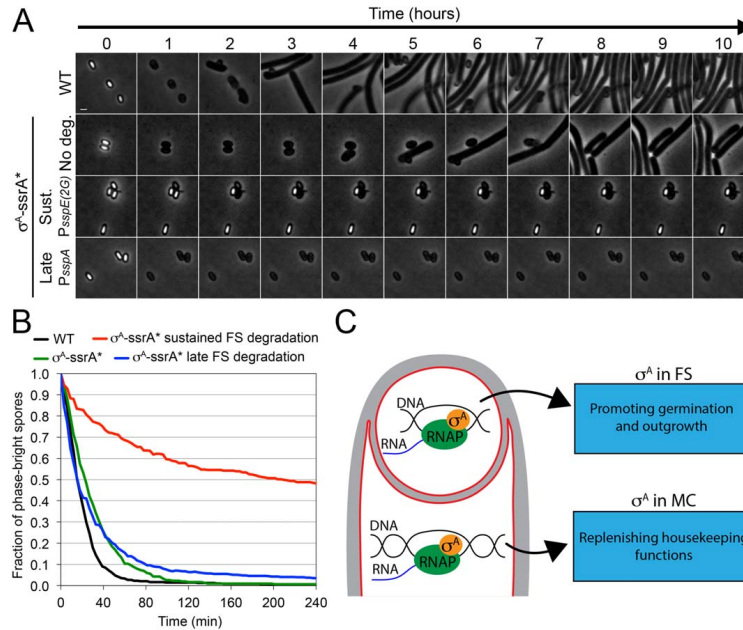 A
Time (hours)
0 1 2 3 4 5 6 7 8 9 10
WT
σᴬ-ssrA*
No deg.
Sust.
PsspE(2G)
Late
PsspA
B
WT
σᴬ-ssrA* sustained FS degradation
σᴬ-ssrA*
σᴬ-ssrA* late FS degradation
Fraction of phase-bright spores
1.0
0.9
0.8
0.7
0.6
0.5
0.4
0.3
0.2
0.1
0.0
0 40 80 120 160 200 240
Time (min)
C
DNA
σᴬ
RNAP
RNA
DNA
σᴬ
RNAP
RNA
σᴬ in FS
Promoting germination
and outgrowth
σᴬ in MC
Replenishing housekeeping
functions